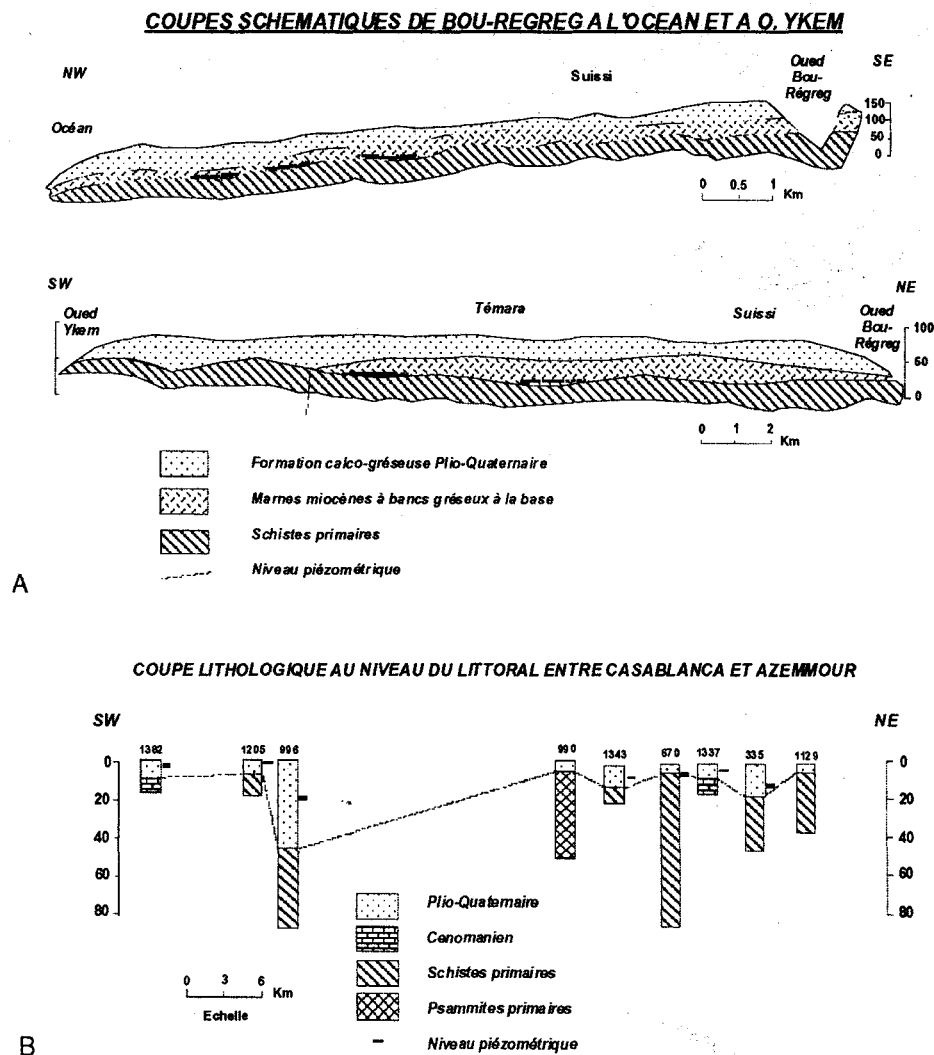 COUPES SCHEMATIQUES DE BOU-REGREG A L'OCEAN ET A O. YKEM
NW
Suissi
Oued
Bou-
Régreg
SE
Océan
150
100
50
0
0 0.5 1
Km
SW
NE
Oued
Ykem
Témara
Suissi
Oued
Bou-
Régreg
100
50
0
0 1 2
Km
Formation calco-gréseuse Plio-Quaternaire
Marnes miocènes à bancs gréseux à la base
Schistes primaires
Niveau piézométrique
A
COUPE LITHOLOGIQUE AU NIVEAU DU LITTORAL ENTRE CASABLANCA ET AZEMMOUR
SW
NE
1382 1205 996 990 1343 670 1337 335 1129
0
20
40
60
80
0
20
40
60
80
Plio-Quaternaire
Cenomanien
Schistes primaires
Psammites primaires
Niveau piézométrique
0 3 6
Km
Echelle
B